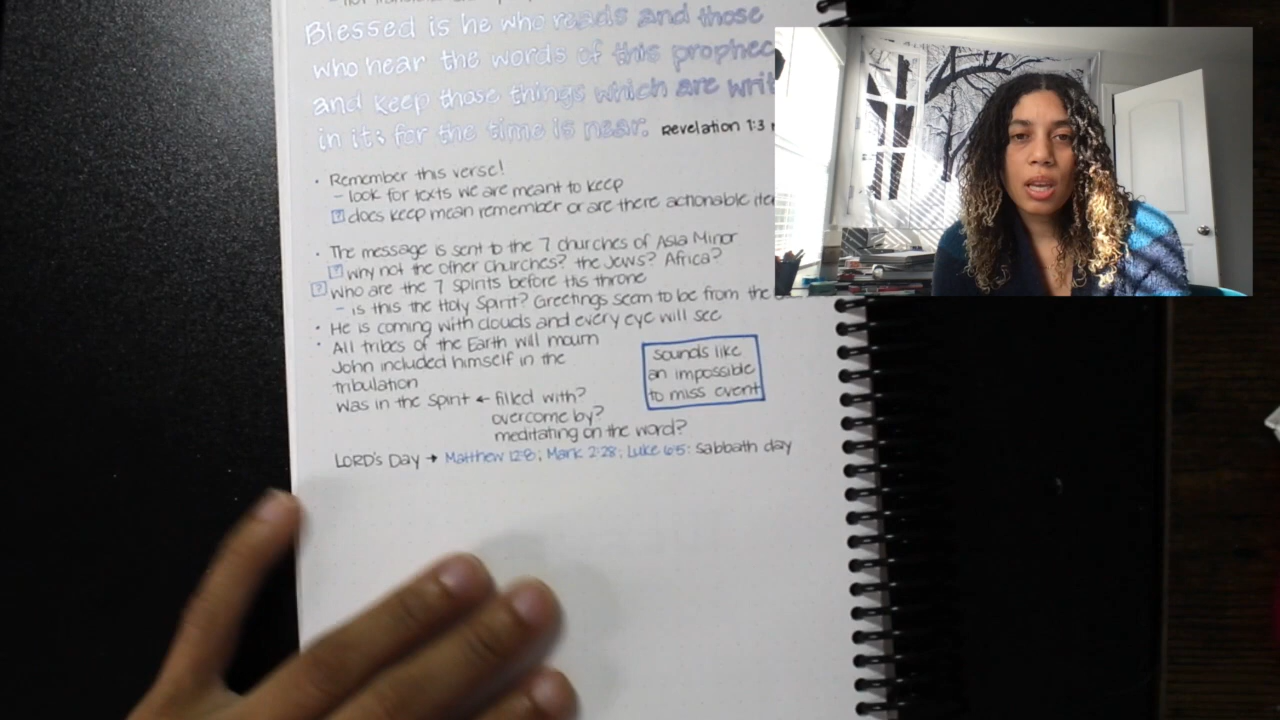 Blessed is he who reads and those
who hear the words of this prophec
and keep those things which are writ
in it; for the time is near. Revelation 1:3
• Remember this verse!
- look for texts we are meant to keep
? does keep mean remember or are there actionable ite
• The message is sent to the 7 churches of Asia Minor
? why not the other churches? the Jews? Africa?
? who are the 7 spirits before His throne
- is this the Holy Spirit? Greetings seem to be from the
• He is coming with clouds and every eye will see
• All tribes of the Earth will mourn
John included himself in the
tribulation
Was in the Spirit ← filled with?
overcome by?
meditating on the word?
sounds like
an impossible
to miss event
LORD's Day → Matthew 12:8; Mark 2:28; Luke 6:5: Sabbath day